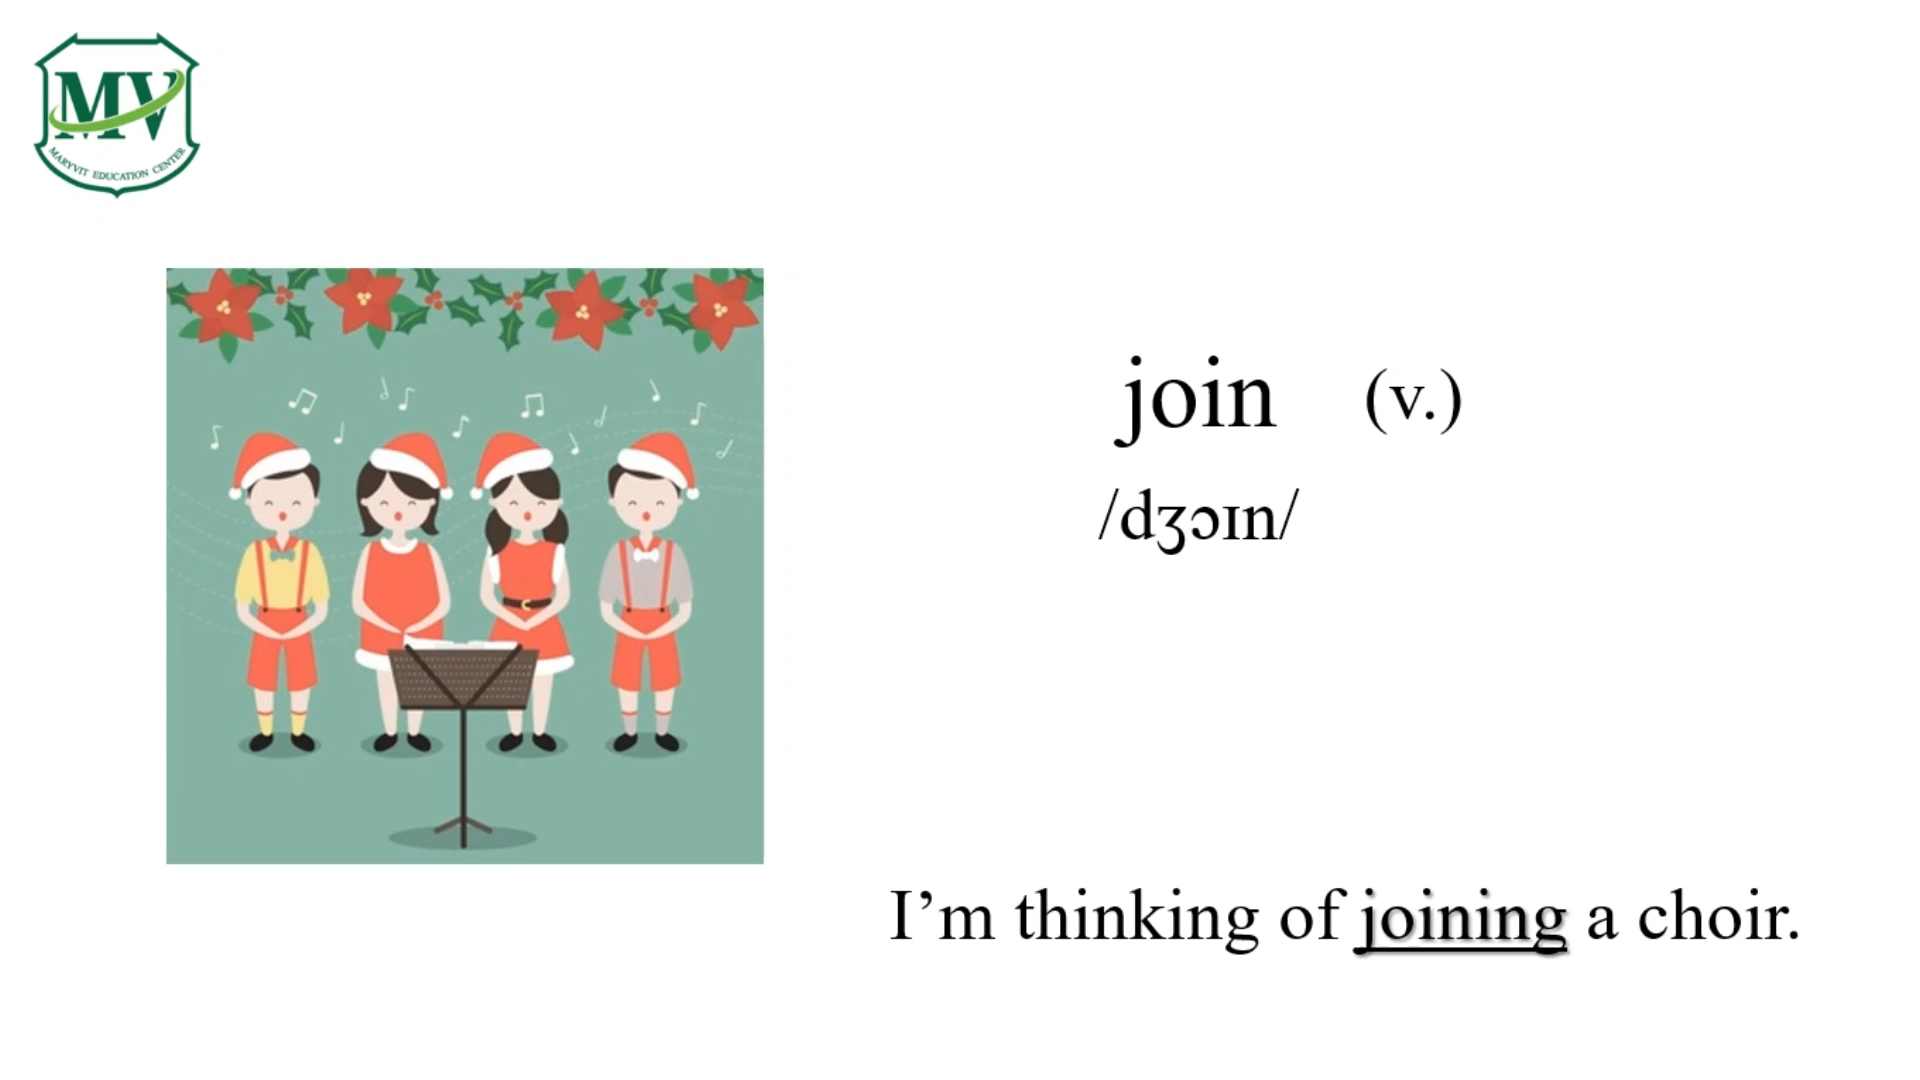 MV
MARYVIT EDUCATION CENTER
join (v.)
/dʒɔɪn/
I’m thinking of joining a choir.